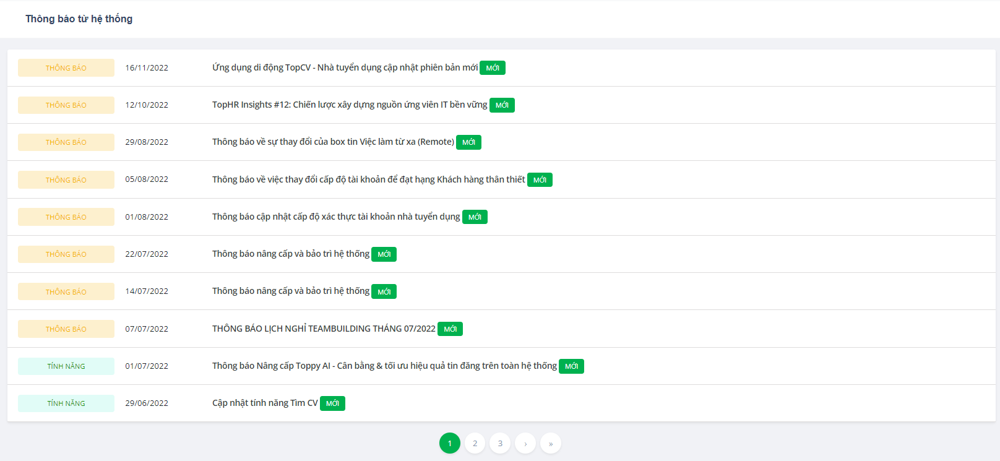 Thông báo từ hệ thống
THÔNG BÁO 16/11/2022 Ứng dụng di động TopCV - Nhà tuyển dụng cập nhật phiên bản mới MỚI
THÔNG BÁO 12/10/2022 TopHR Insights #12: Chiến lược xây dựng nguồn ứng viên IT bền vững MỚI
THÔNG BÁO 29/08/2022 Thông báo về sự thay đổi của box tin Việc làm từ xa (Remote) MỚI
THÔNG BÁO 05/08/2022 Thông báo về việc thay đổi cấp độ tài khoản để đạt hạng Khách hàng thân thiết MỚI
THÔNG BÁO 01/08/2022 Thông báo cập nhật cấp độ xác thực tài khoản nhà tuyển dụng MỚI
THÔNG BÁO 22/07/2022 Thông báo nâng cấp và bảo trì hệ thống MỚI
THÔNG BÁO 14/07/2022 Thông báo nâng cấp và bảo trì hệ thống MỚI
THÔNG BÁO 07/07/2022 THÔNG BÁO LỊCH NGHỈ TEAMBUILDING THÁNG 07/2022 MỚI
TÍNH NĂNG 01/07/2022 Thông báo Nâng cấp Toppy AI - Cân bằng & tối ưu hiệu quả tin đăng trên toàn hệ thống MỚI
TÍNH NĂNG 29/06/2022 Cập nhật tính năng Tìm CV MỚI
1 2 3 › »